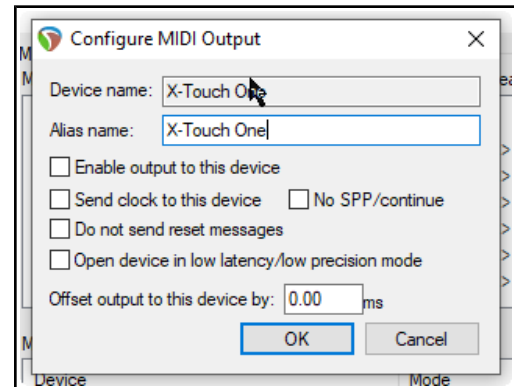 Configure MIDI Output
Device name: X-Touch One
Alias name: X-Touch One
Enable output to this device
Send clock to this device No SPP/continue
Do not send reset messages
Open device in low latency/low precision mode
Offset output to this device by: 0.00 ms
OK Cancel
Device Mode